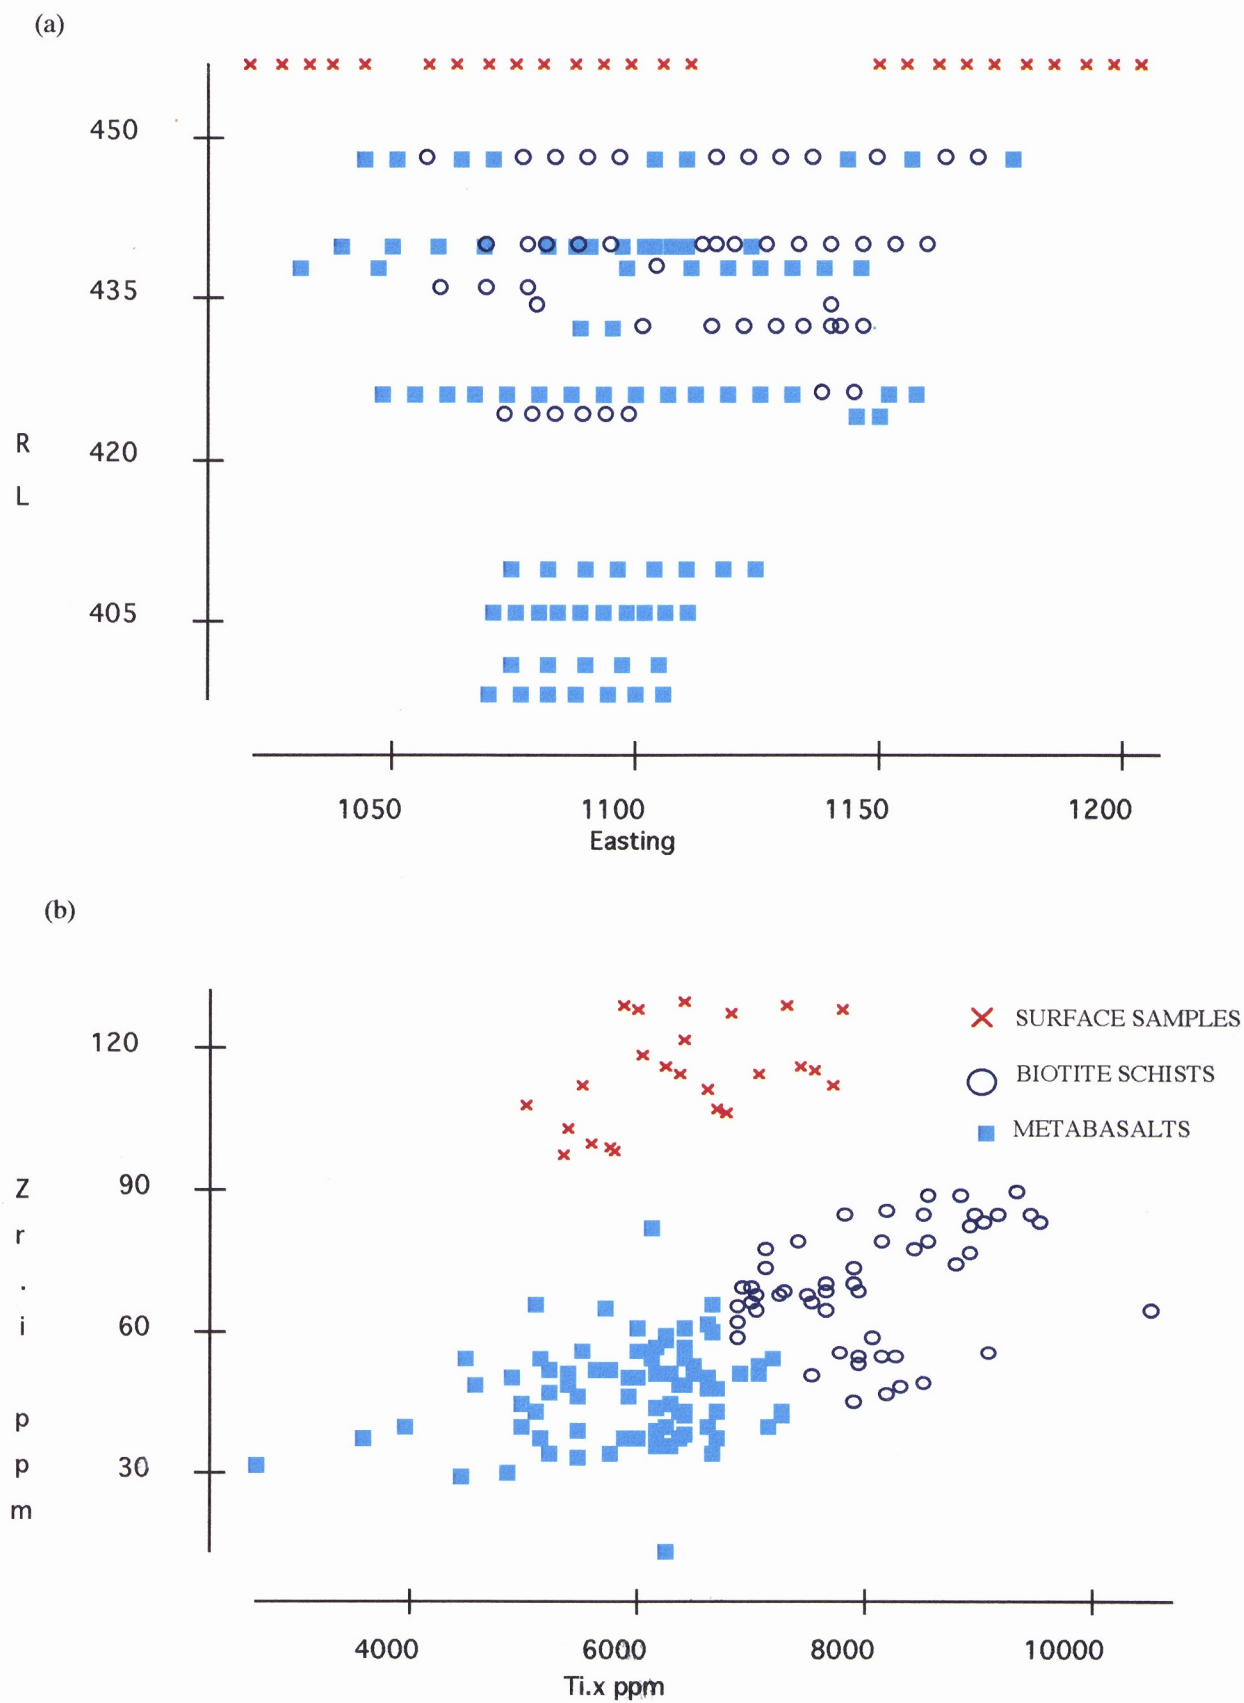 (a)
450
435
R
420
L
405
1050 1100 1150 1200
Easting
(b)
SURFACE SAMPLES
120
BIOTITE SCHISTS
METABASALTS
Z
90
r
.
i
60
p
p
30
m
4000 6000 8000 10000
Ti.x ppm